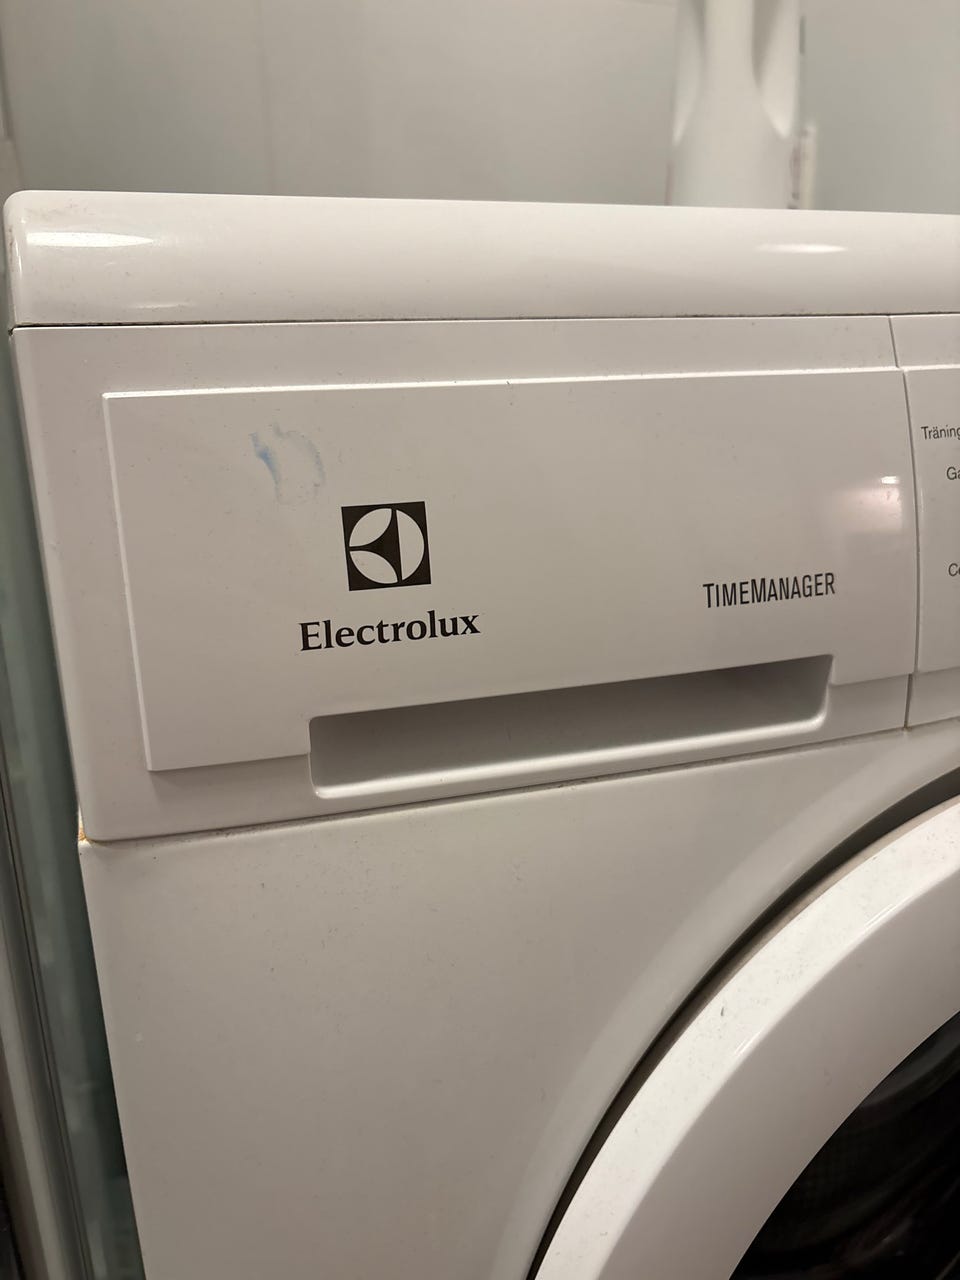 Electrolux
TIMEMANAGER
Träning